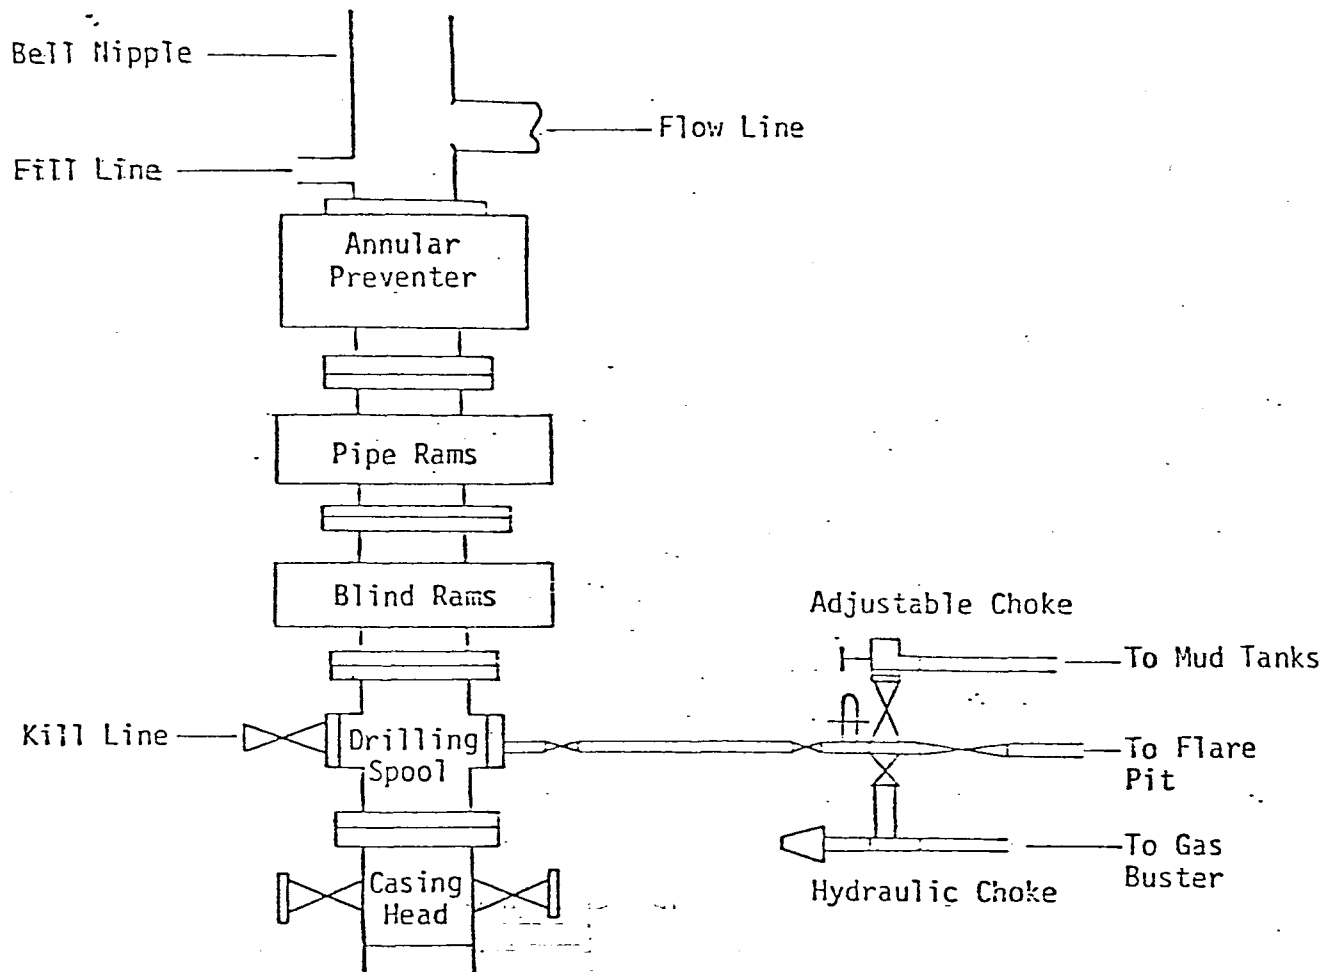 Bell Nipple
Flow Line
Fill Line
Annular
Preventer
Pipe Rams
Blind Rams
Adjustable Choke
To Mud Tanks
Kill Line
Drilling
Spool
To Flare
Pit
To Gas
Buster
Hydraulic Choke
Casing
Head